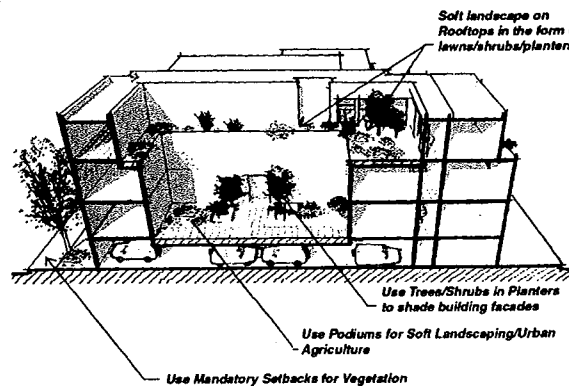 Soft landscape on
Rooftops in the form
lawns/shrubs/planter
Use Trees/Shrubs in Planters
to shade building facades
Use Podiums for Soft Landscaping/Urban
Agriculture
Use Mandatory Setbacks for Vegetation